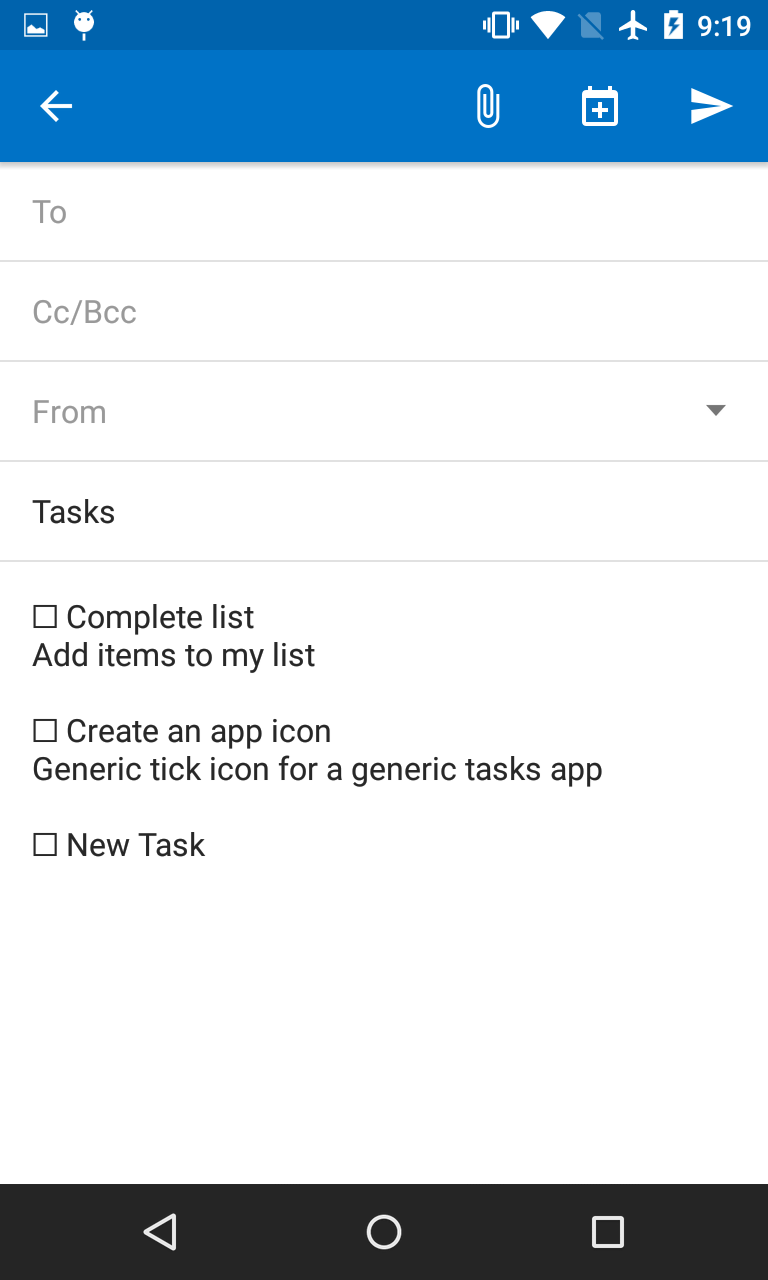 9:19
To
Cc/Bcc
From
Tasks
☐ Complete list
Add items to my list
☐ Create an app icon
Generic tick icon for a generic tasks app
☐ New Task